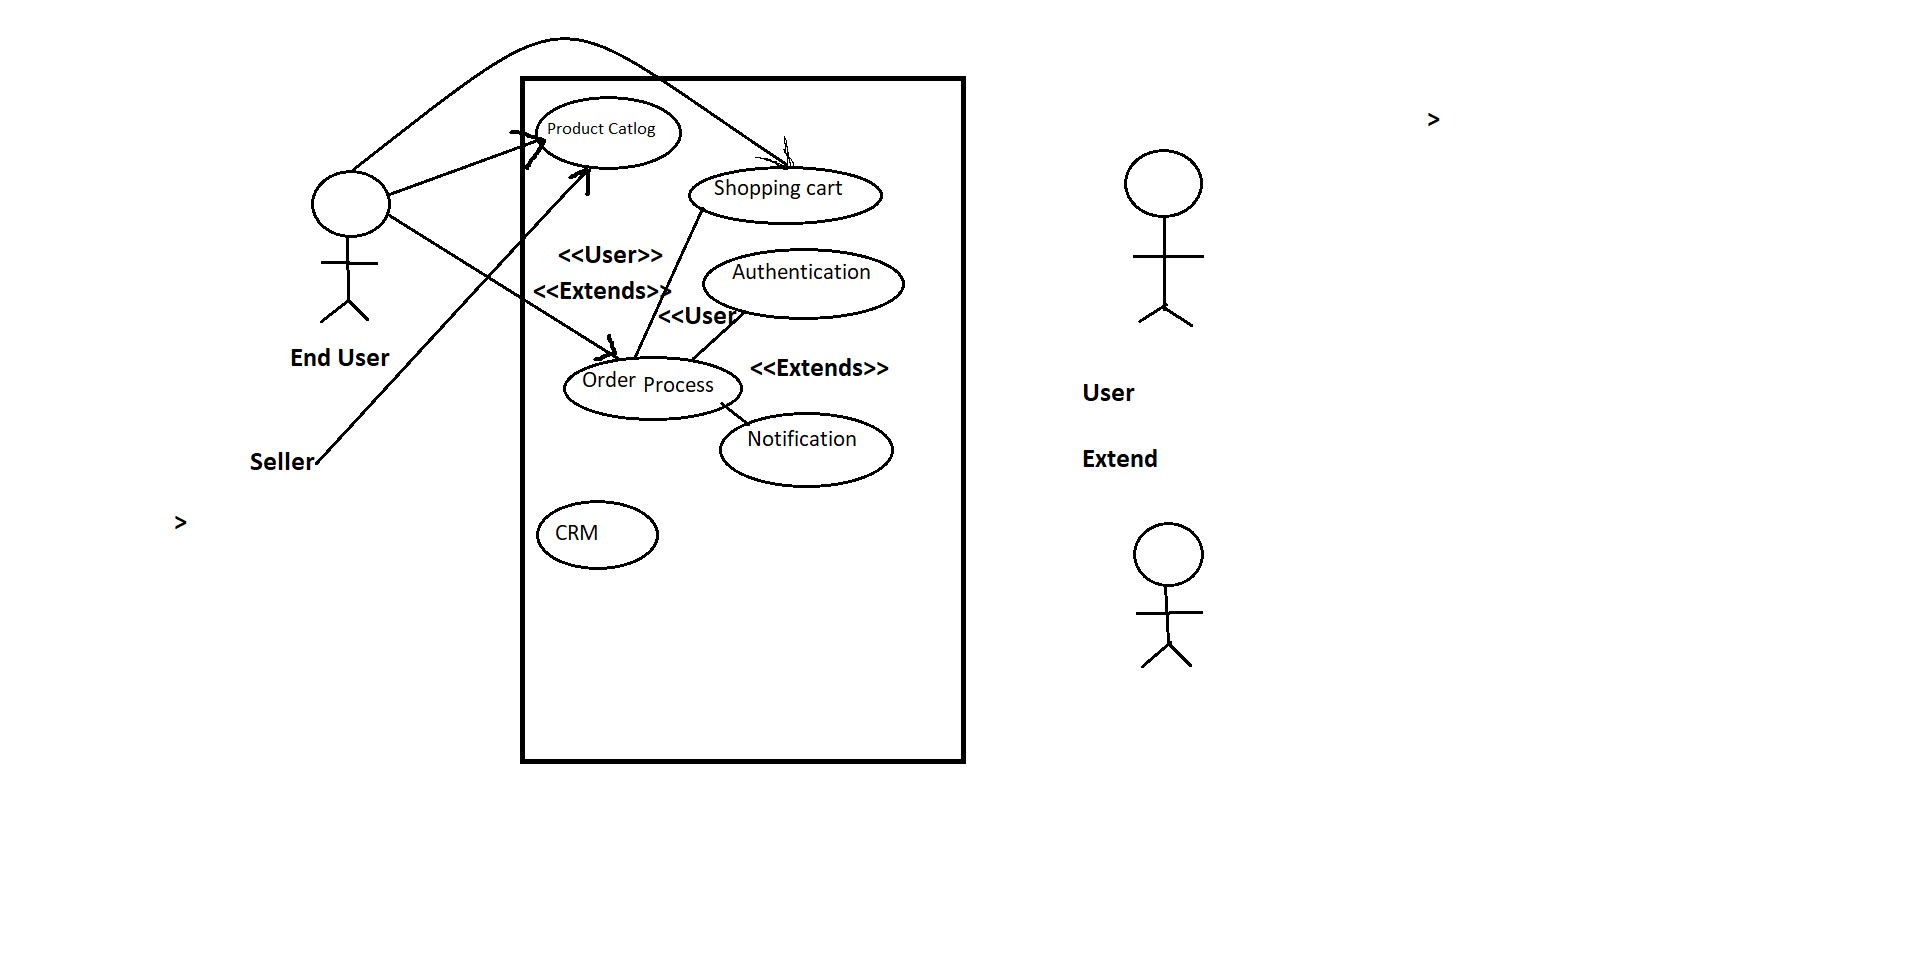 >
Product Catlog
Shopping cart
<<User>>
Authentication
<<Extends>>
<<User
End User
<<Extends>>
Order Process
User
Notification
Seller
Extend
>
CRM